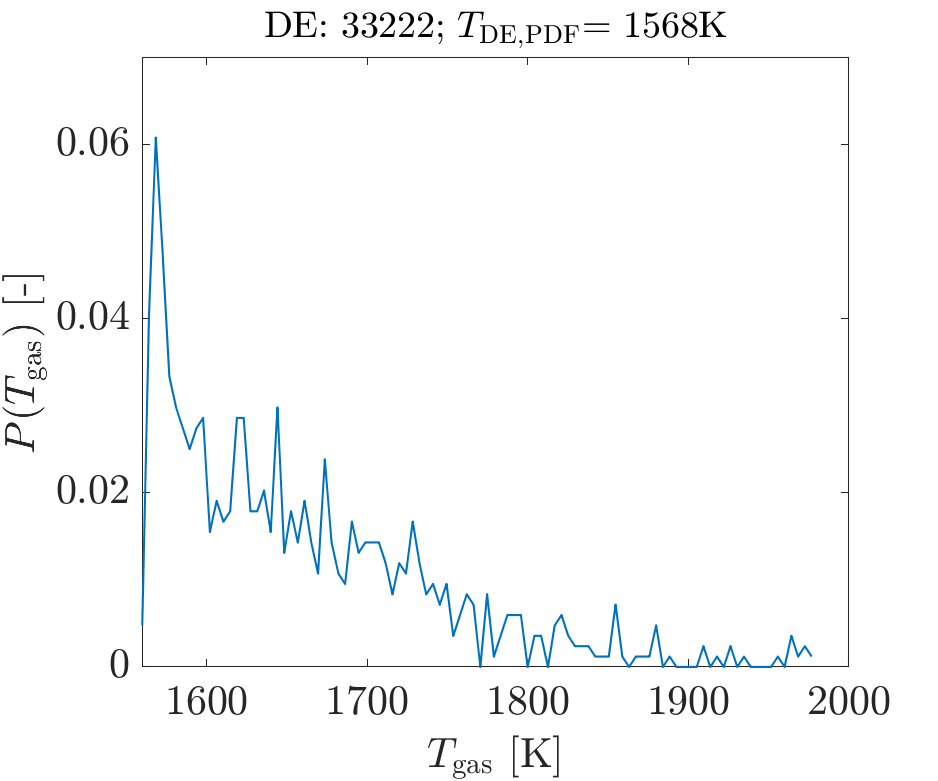 DE: 33222; T_DE,PDF= 1568K
P(T_gas) [-]
0.06
0.04
0.02
0
1600 1700 1800 1900 2000
T_gas [K]